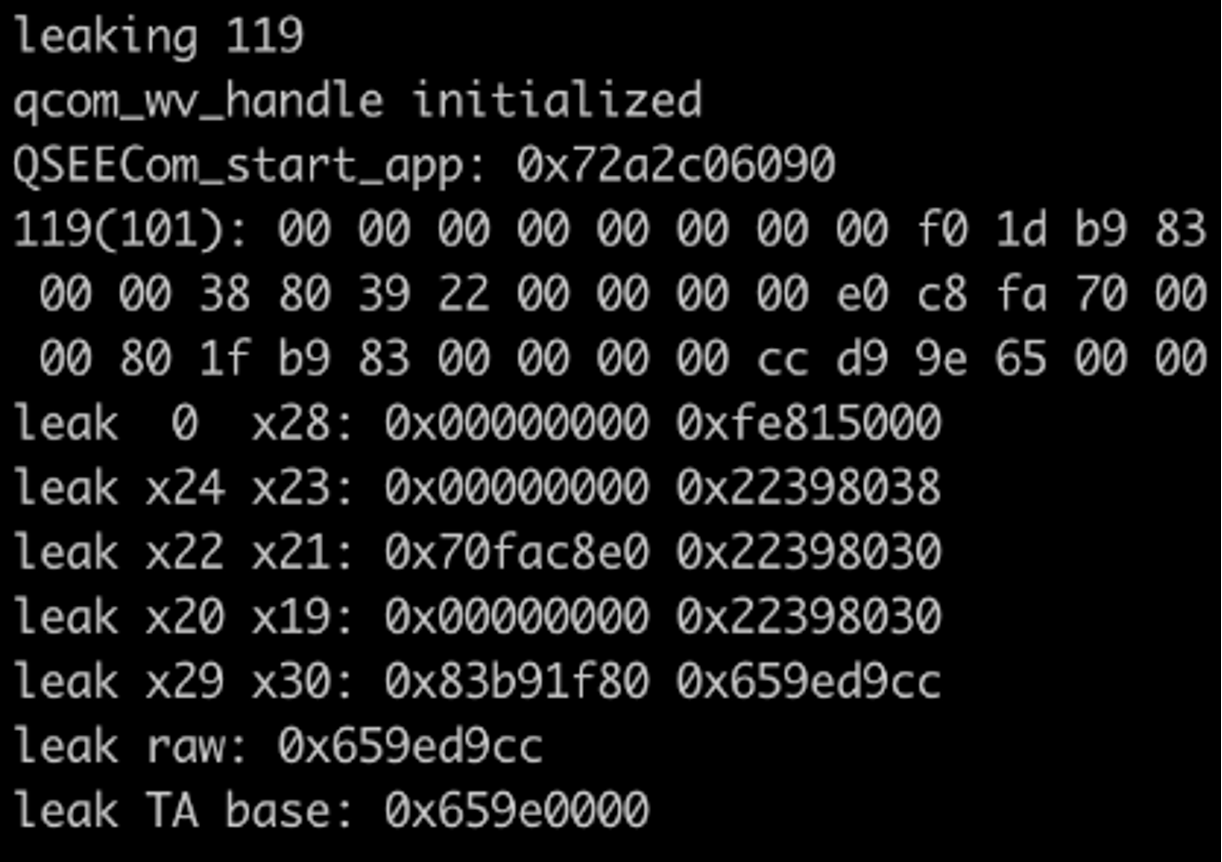 leaking 119
qcom_wv_handle initialized
QSEECom_start_app: 0x72a2c06090
119(101): 00 00 00 00 00 00 00 00 f0 1d b9 83
00 00 38 80 39 22 00 00 00 00 e0 c8 fa 70 00
00 80 1f b9 83 00 00 00 00 cc d9 9e 65 00 00
leak  0  x28: 0x00000000 0xfe815000
leak x24 x23: 0x00000000 0x22398038
leak x22 x21: 0x70fac8e0 0x22398030
leak x20 x19: 0x00000000 0x22398030
leak x29 x30: 0x83b91f80 0x659ed9cc
leak raw: 0x659ed9cc
leak TA base: 0x659e0000